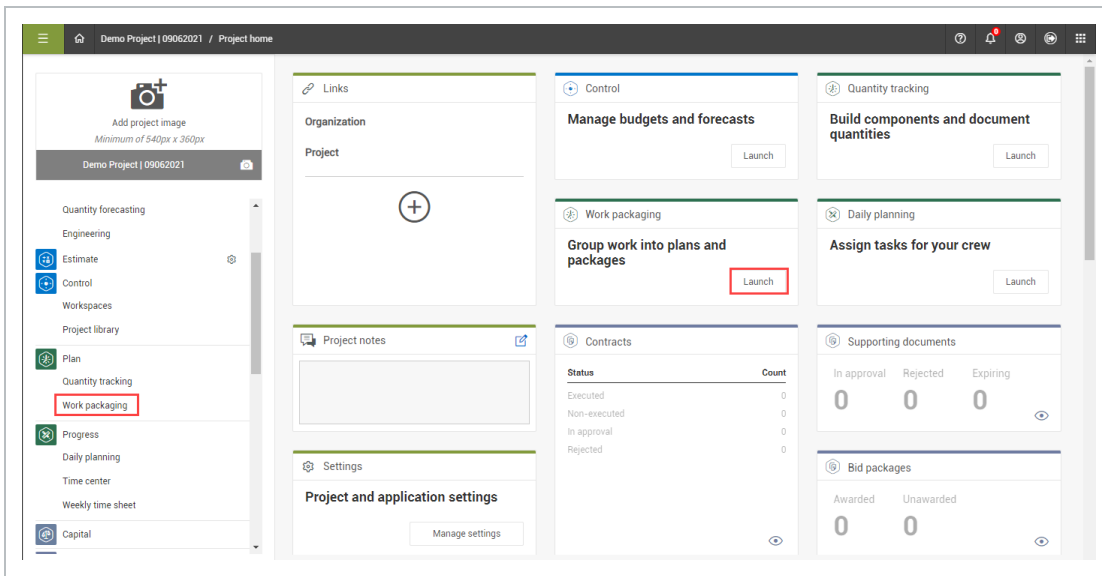 Demo Project | 09062021 / Project home
Add project image
Minimum of 540px x 360px
Demo Project | 09062021
Quantity forecasting
Engineering
Estimate
Control
Workspaces
Project library
Plan
Quantity tracking
Work packaging
Progress
Daily planning
Time center
Weekly time sheet
Capital
Links
Organization
Project
Control
Manage budgets and forecasts
Launch
Quantity tracking
Build components and document
quantities
Launch
Work packaging
Group work into plans and
packages
Launch
Daily planning
Assign tasks for your crew
Launch
Project notes
Settings
Project and application settings
Manage settings
Contracts
Status Count
Executed 0
Non-executed 0
In approval 0
Rejected 0
Supporting documents
In approval Rejected Expiring
0 0 0
Bid packages
Awarded Unawarded
0 0